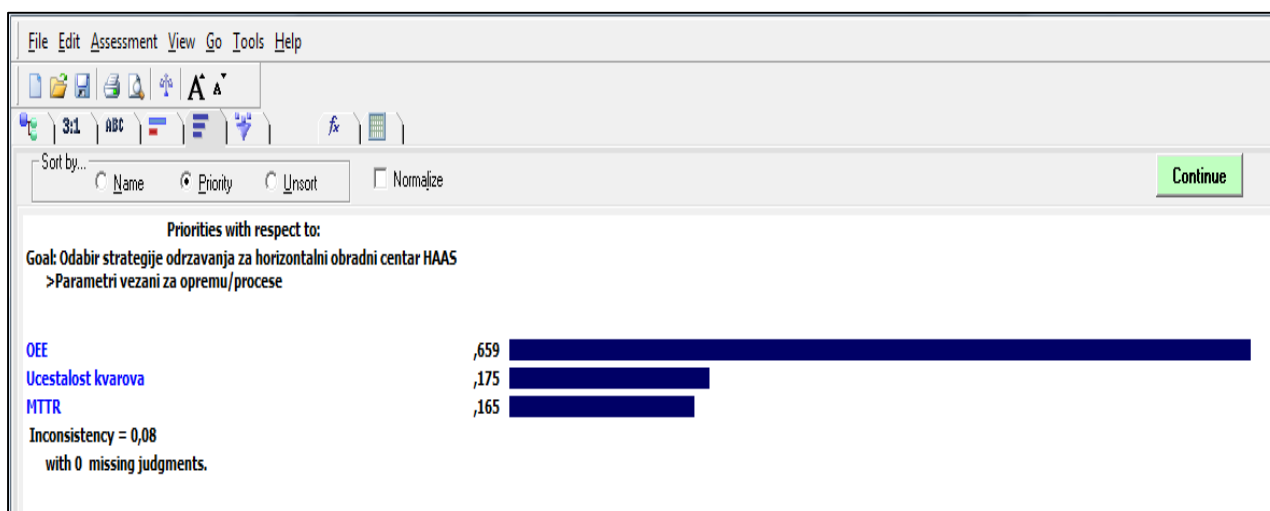 File Edit Assessment View Go Tools Help
A A
3:1 ABC fx
Sort by...
Name Priority Unsort Normalize Continue
Priorities with respect to:
Goal: Odabir strategije odrzavanja za horizontalni obradni centar HAAS
>Parametri vezani za opremu/procese
OEE ,659
Ucestalost kvarova ,175
MTTR ,165
Inconsistency = 0,08
with 0 missing judgments.